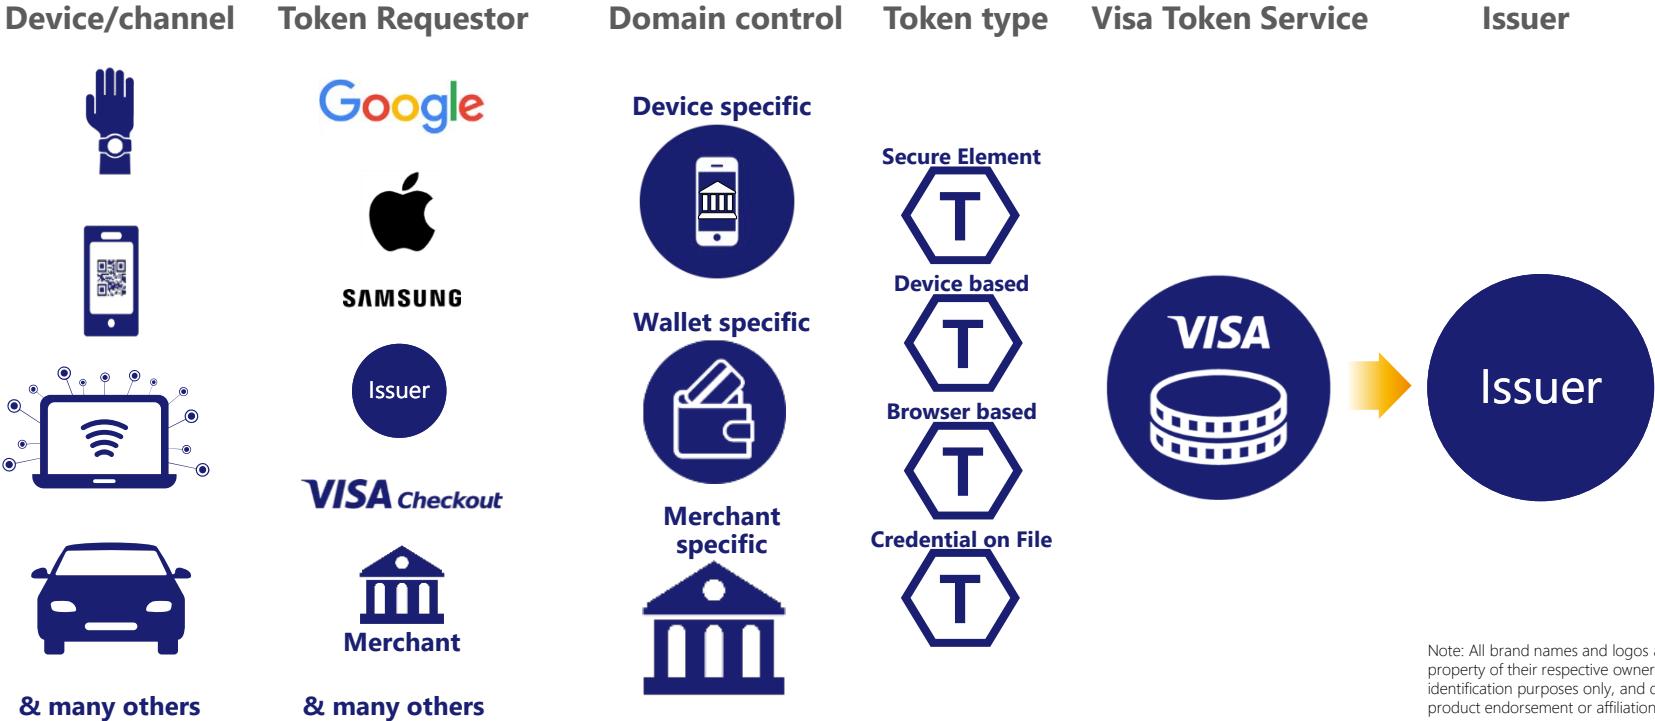 Device/channel
Token Requestor
Domain control
Token type
Visa Token Service
Issuer
Google
SAMSUNG
Issuer
VISA Checkout
Merchant
& many others
& many others
Device specific
Wallet specific
Merchant
specific
Secure Element
T
Device based
T
Browser based
T
Credential on File
T
VISA
Issuer
Note: All brand names and logos
property of their respective owner
identification purposes only, and
product endorsement or affiliation